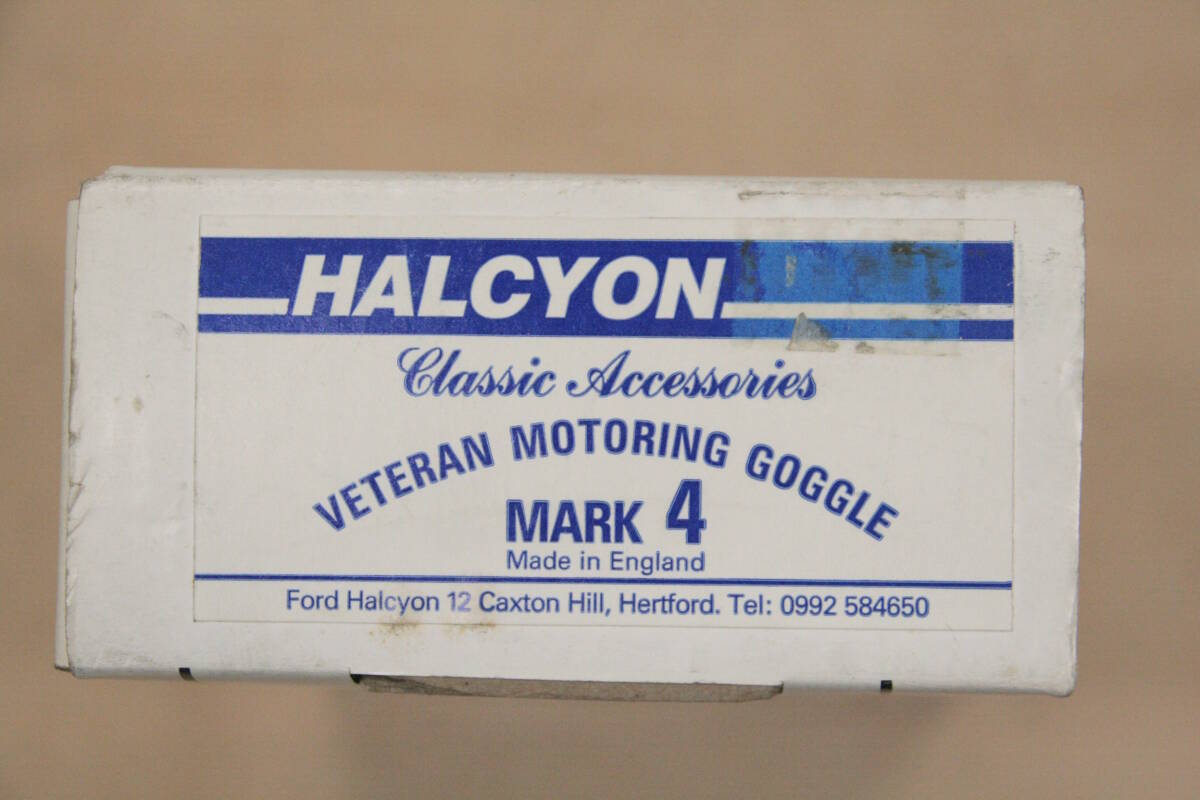 HALCYON
Classic Accessories
VETERAN MOTORING GOGGLE
MARK 4
Made in England
Ford Halcyon 12 Caxton Hill, Hertford. Tel: 0992 584650